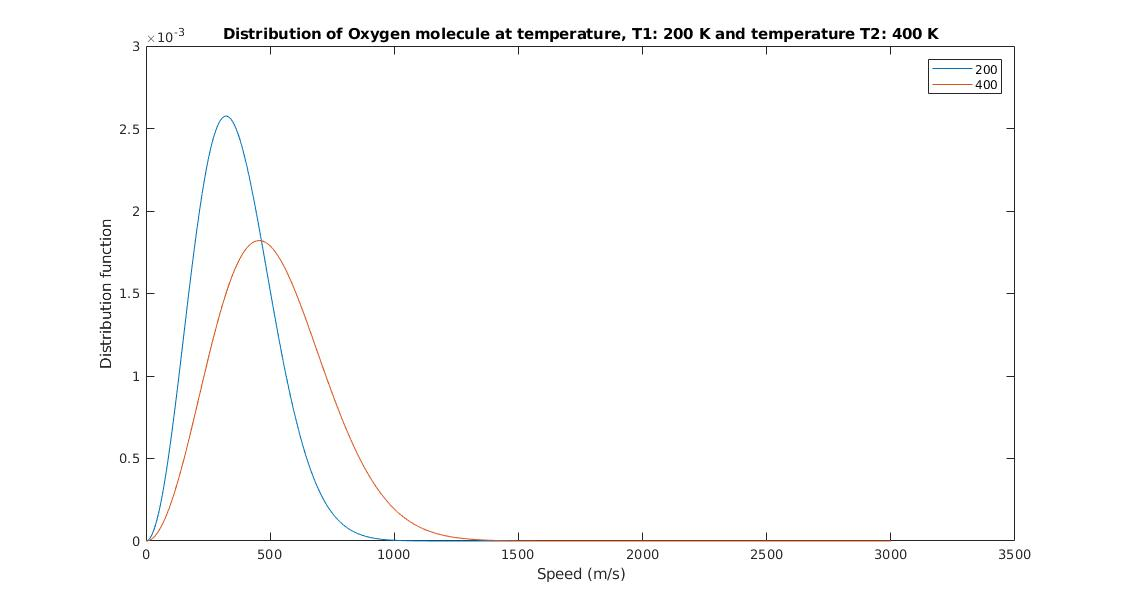 Distribution of Oxygen molecule at temperature, T1: 200 K and temperature T2: 400 K
×10⁻³
3
2.5
2
1.5
1
0.5
0
Distribution function
200
400
0 500 1000 1500 2000 2500 3000 3500
Speed (m/s)